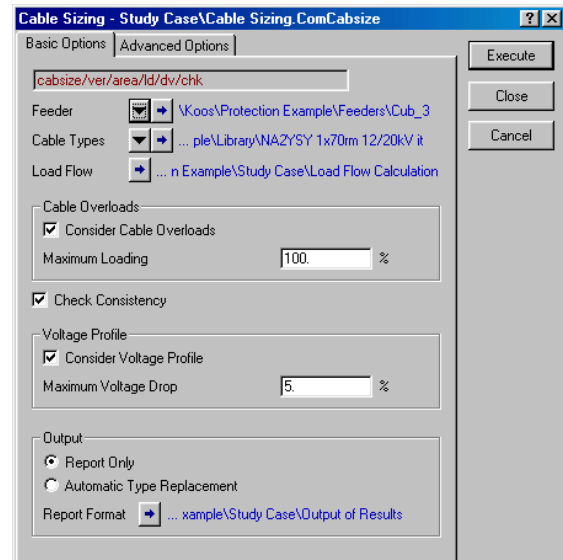 Cable Sizing - Study Case\Cable Sizing.ComCabsize
Basic Options Advanced Options
Execute
cabsize/ver/area/ld/dv/chk
Close
Feeder \Koos\Protection Example\Feeders\Cub_3
Cable Types ... ple\Library\NA2YSY 1x70rm 12/20kV it
Cancel
Load Flow ... n Example\Study Case\Load Flow Calculation
Cable Overloads
Consider Cable Overloads
Maximum Loading 100. %
Check Consistency
Voltage Profile
Consider Voltage Profile
Maximum Voltage Drop 5. %
Output
Report Only
Automatic Type Replacement
Report Format ... xample\Study Case\Output of Results